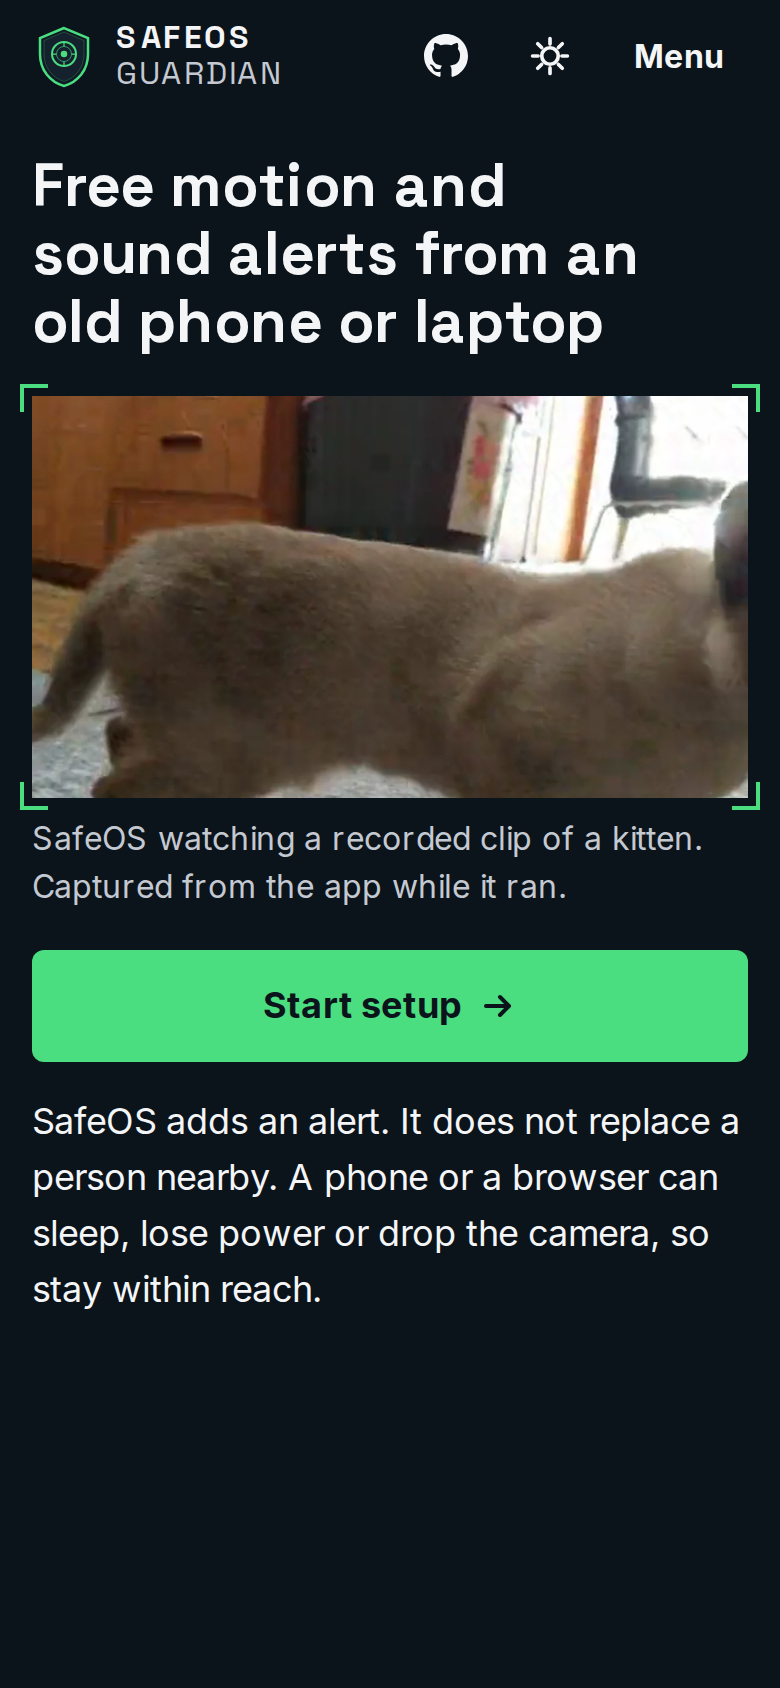 SAFEOS
GUARDIAN
Menu
Free motion and
sound alerts from an
old phone or laptop
SafeOS watching a recorded clip of a kitten.
Captured from the app while it ran.
Start setup →
SafeOS adds an alert. It does not replace a
person nearby. A phone or a browser can
sleep, lose power or drop the camera, so
stay within reach.